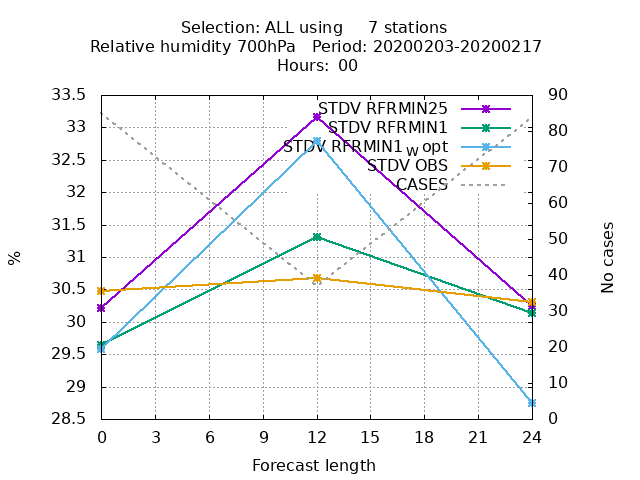 Selection: ALL using     7 stations
Relative humidity 700hPa   Period: 20200203-20200217
Hours: 00
33.5
33
32.5
32
31.5
31
30.5
30
29.5
29
28.5
%
STDV RFRMIN25
STDV RFRMIN1
STDV RFRMIN1 W opt
STDV OBS
CASES
90
80
70
60
50
40
30
20
10
0
No cases
0 3 6 9 12 15 18 21 24
Forecast length